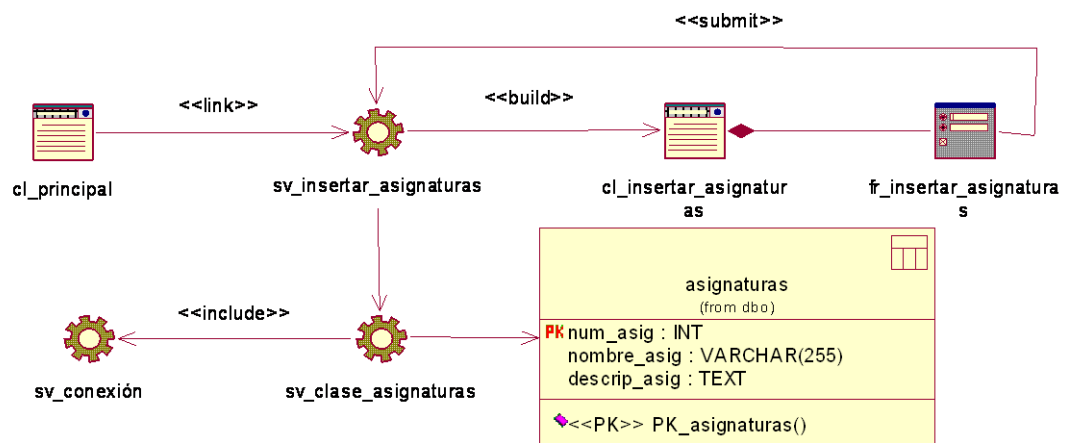 <<submit>>
<<link>>
<<build>>
cl_principal
sv_insertar_asignaturas
cl_insertar_asignatur
as
fr_insertar_asignatura
s
asignaturas
(from dbo)
PK num_asig : INT
nombre_asig : VARCHAR(255)
descrip_asig : TEXT
<<PK>> PK_asignaturas()
<<include>>
sv_conexión
sv_clase_asignaturas